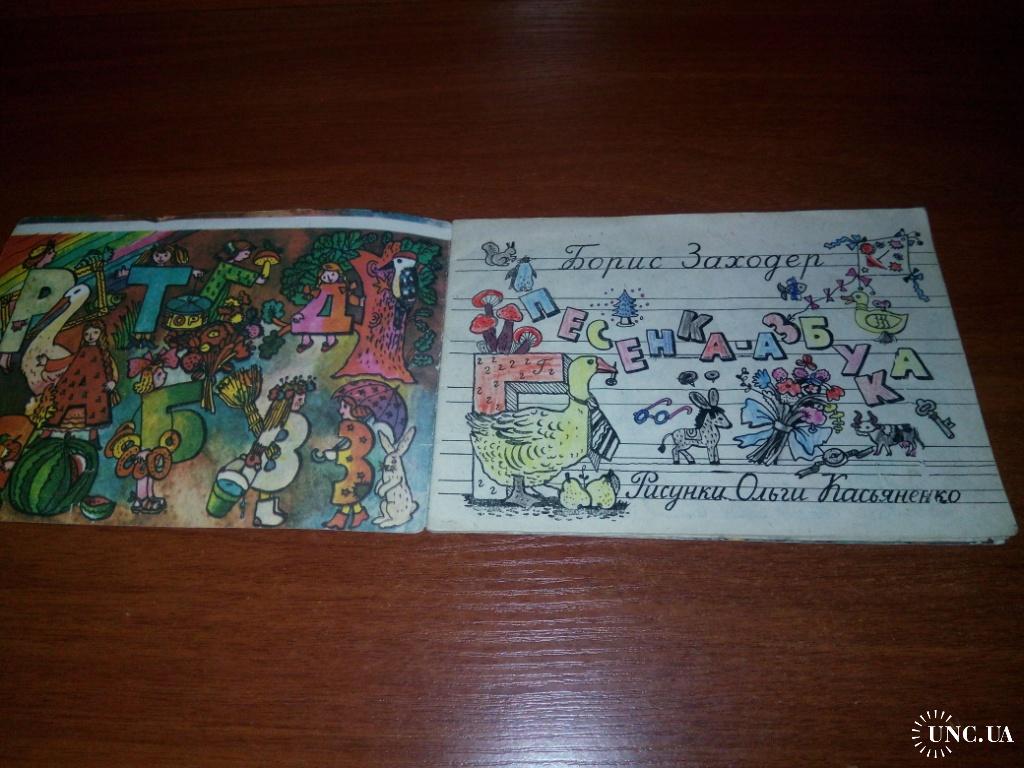 Борис Заходер
ПЕСЕНКА-АЗБУКА
Г
Рисунки Ольги Касьяненко
Р Т Г Д
Б В З
UNC.UA